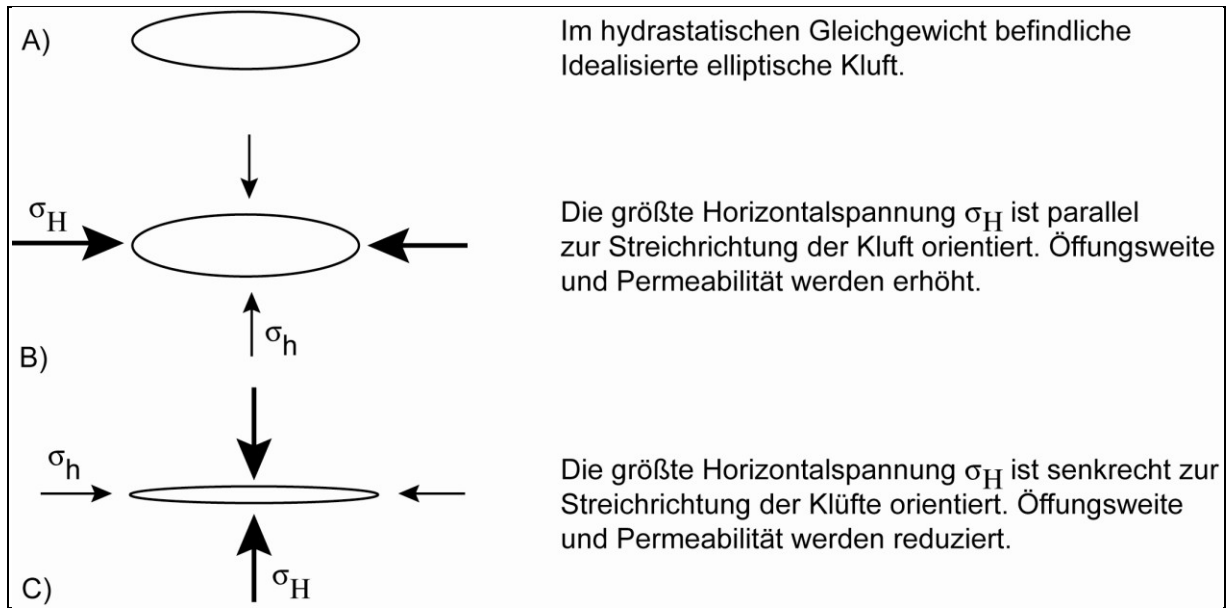 A)
Im hydrastatischen Gleichgewicht befindliche
Idealisierte elliptische Kluft.
σH
Die größte Horizontalspannung σH ist parallel
zur Streichrichtung der Kluft orientiert. Öffungsweite
und Permeabilität werden erhöht.
σh
B)
σh
Die größte Horizontalspannung σH ist senkrecht zur
Streichrichtung der Klüfte orientiert. Öffungsweite
und Permeabilität werden reduziert.
σH
C)